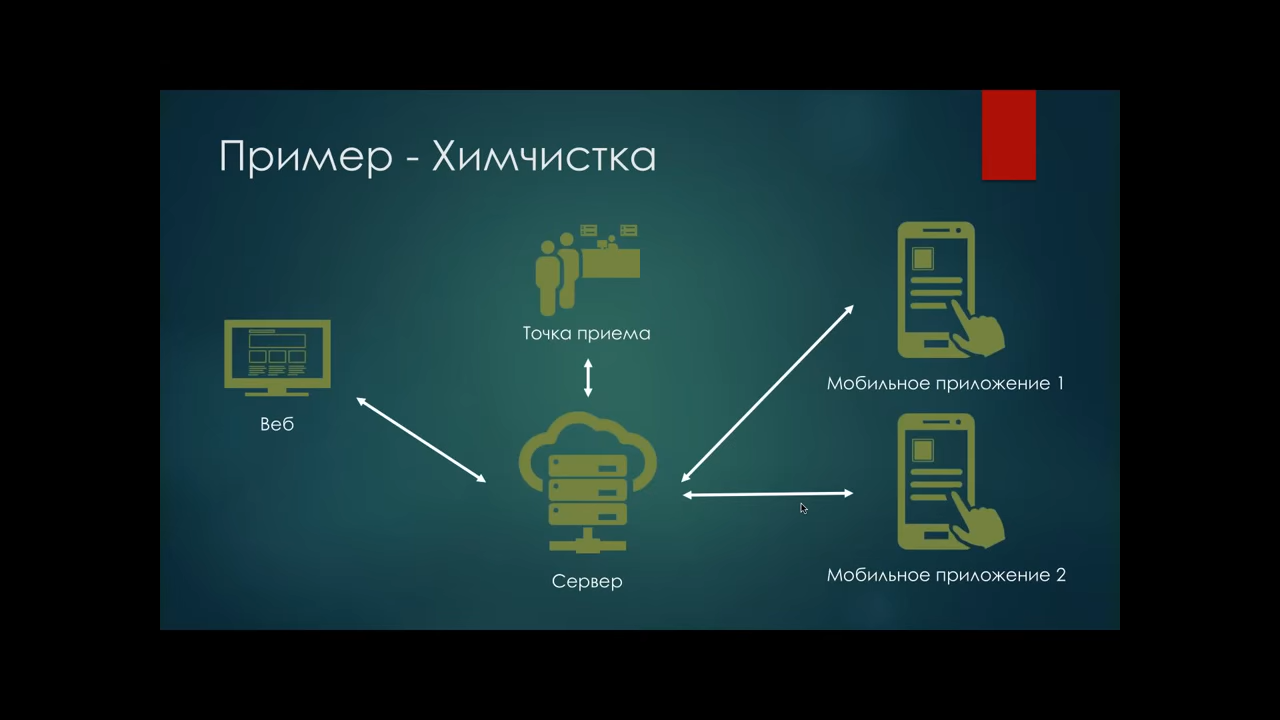 Пример - Химчистка
Точка приема
Веб
Мобильное приложение 1
Сервер
Мобильное приложение 2